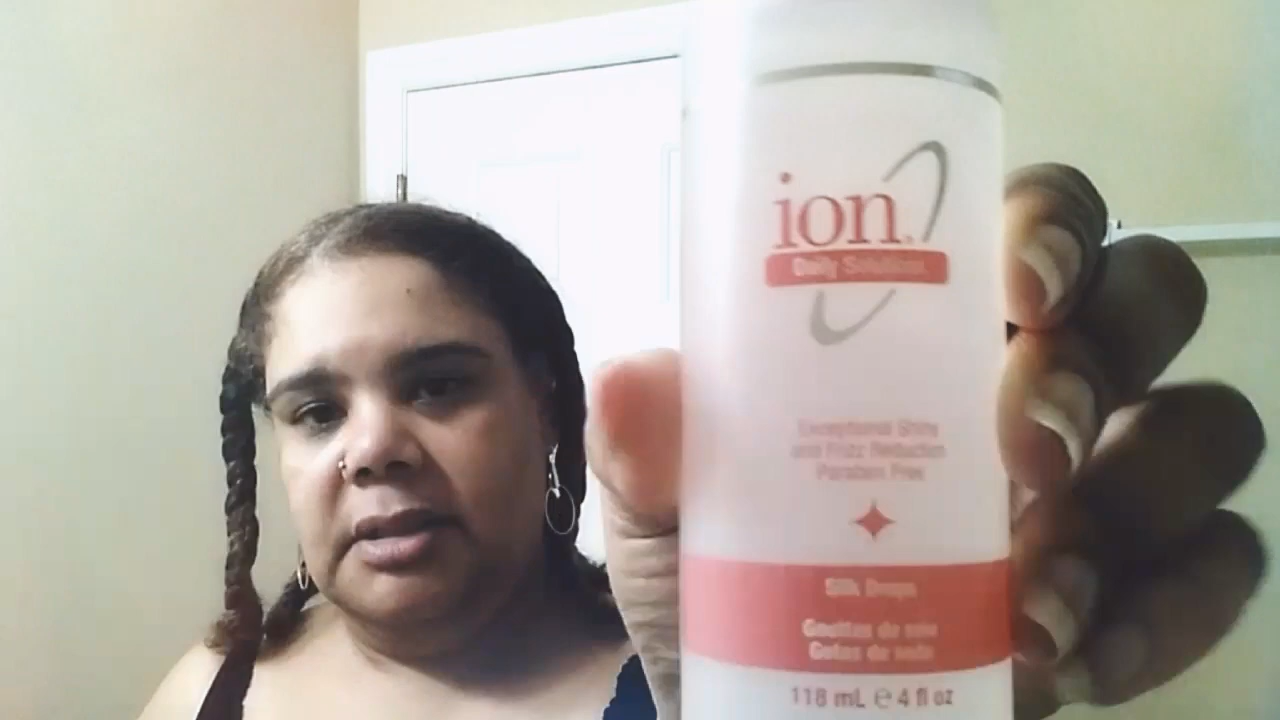 ion
Daily Solutions
Exceptional Shine
and Frizz Reduction
Paraben Free
Silk Drops
Gouttes de soie
Gotas de seda
118 mL e 4 fl oz